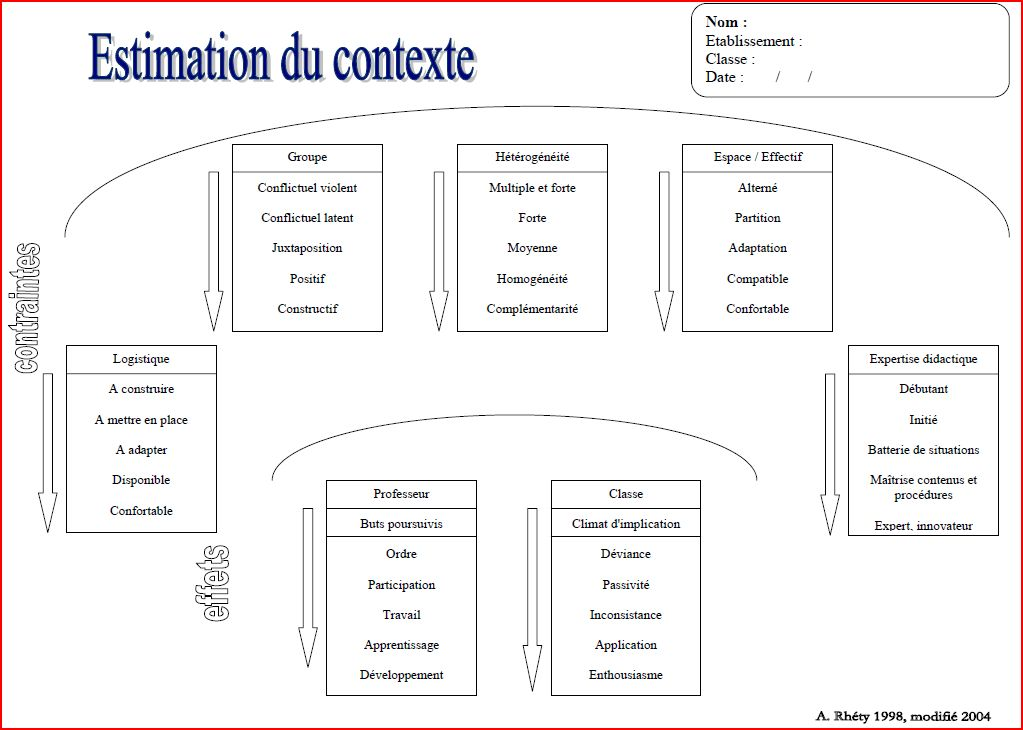 Estimation du contexte
Nom :
Etablissement :
Classe :
Date : / /
contraintes
Groupe
Conflictuel violent
Conflictuel latent
Juxtaposition
Positif
Constructif
Hétérogénéité
Multiple et forte
Forte
Moyenne
Homogénéité
Complémentarité
Espace / Effectif
Alterné
Partition
Adaptation
Compatible
Confortable
Logistique
A construire
A mettre en place
A adapter
Disponible
Confortable
Expertise didactique
Débutant
Initié
Batterie de situations
Maîtrise contenus et
procédures
Expert, innovateur
effets
Professeur
Buts poursuivis
Ordre
Participation
Travail
Apprentissage
Développement
Classe
Climat d'implication
Déviance
Passivité
Inconsistance
Application
Enthousiasme
A. Rhéty 1998, modifié 2004